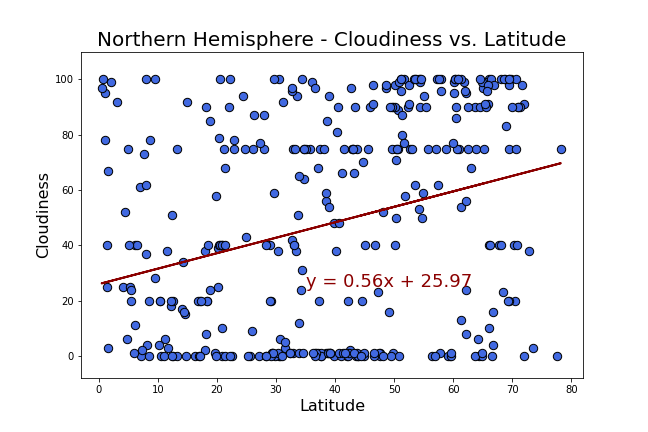 Northern Hemisphere - Cloudiness vs. Latitude
Cloudiness
100
80
60
40
20
0
y = 0.56x + 25.97
0 10 20 30 40 50 60 70 80
Latitude